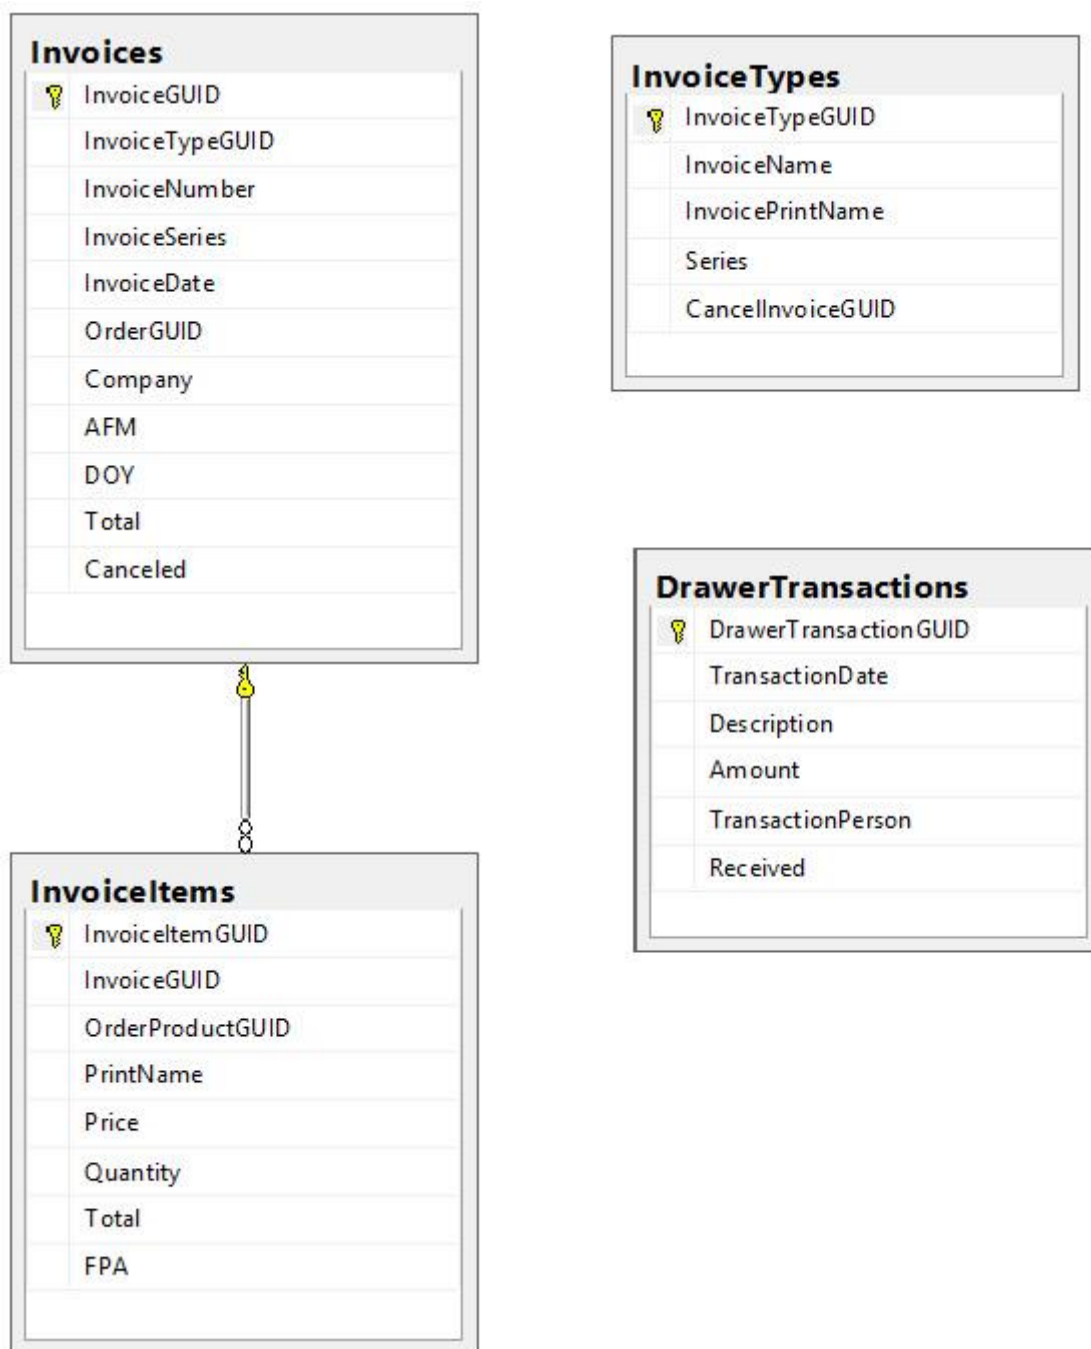 Invoices
InvoiceGUID
InvoiceTypeGUID
InvoiceNumber
InvoiceSeries
InvoiceDate
OrderGUID
Company
AFM
DOY
Total
Canceled
InvoiceTypes
InvoiceTypeGUID
InvoiceName
InvoicePrintName
Series
CancelInvoiceGUID
DrawerTransactions
DrawerTransactionGUID
TransactionDate
Description
Amount
TransactionPerson
Received
InvoiceItems
InvoiceItemGUID
InvoiceGUID
OrderProductGUID
PrintName
Price
Quantity
Total
FPA